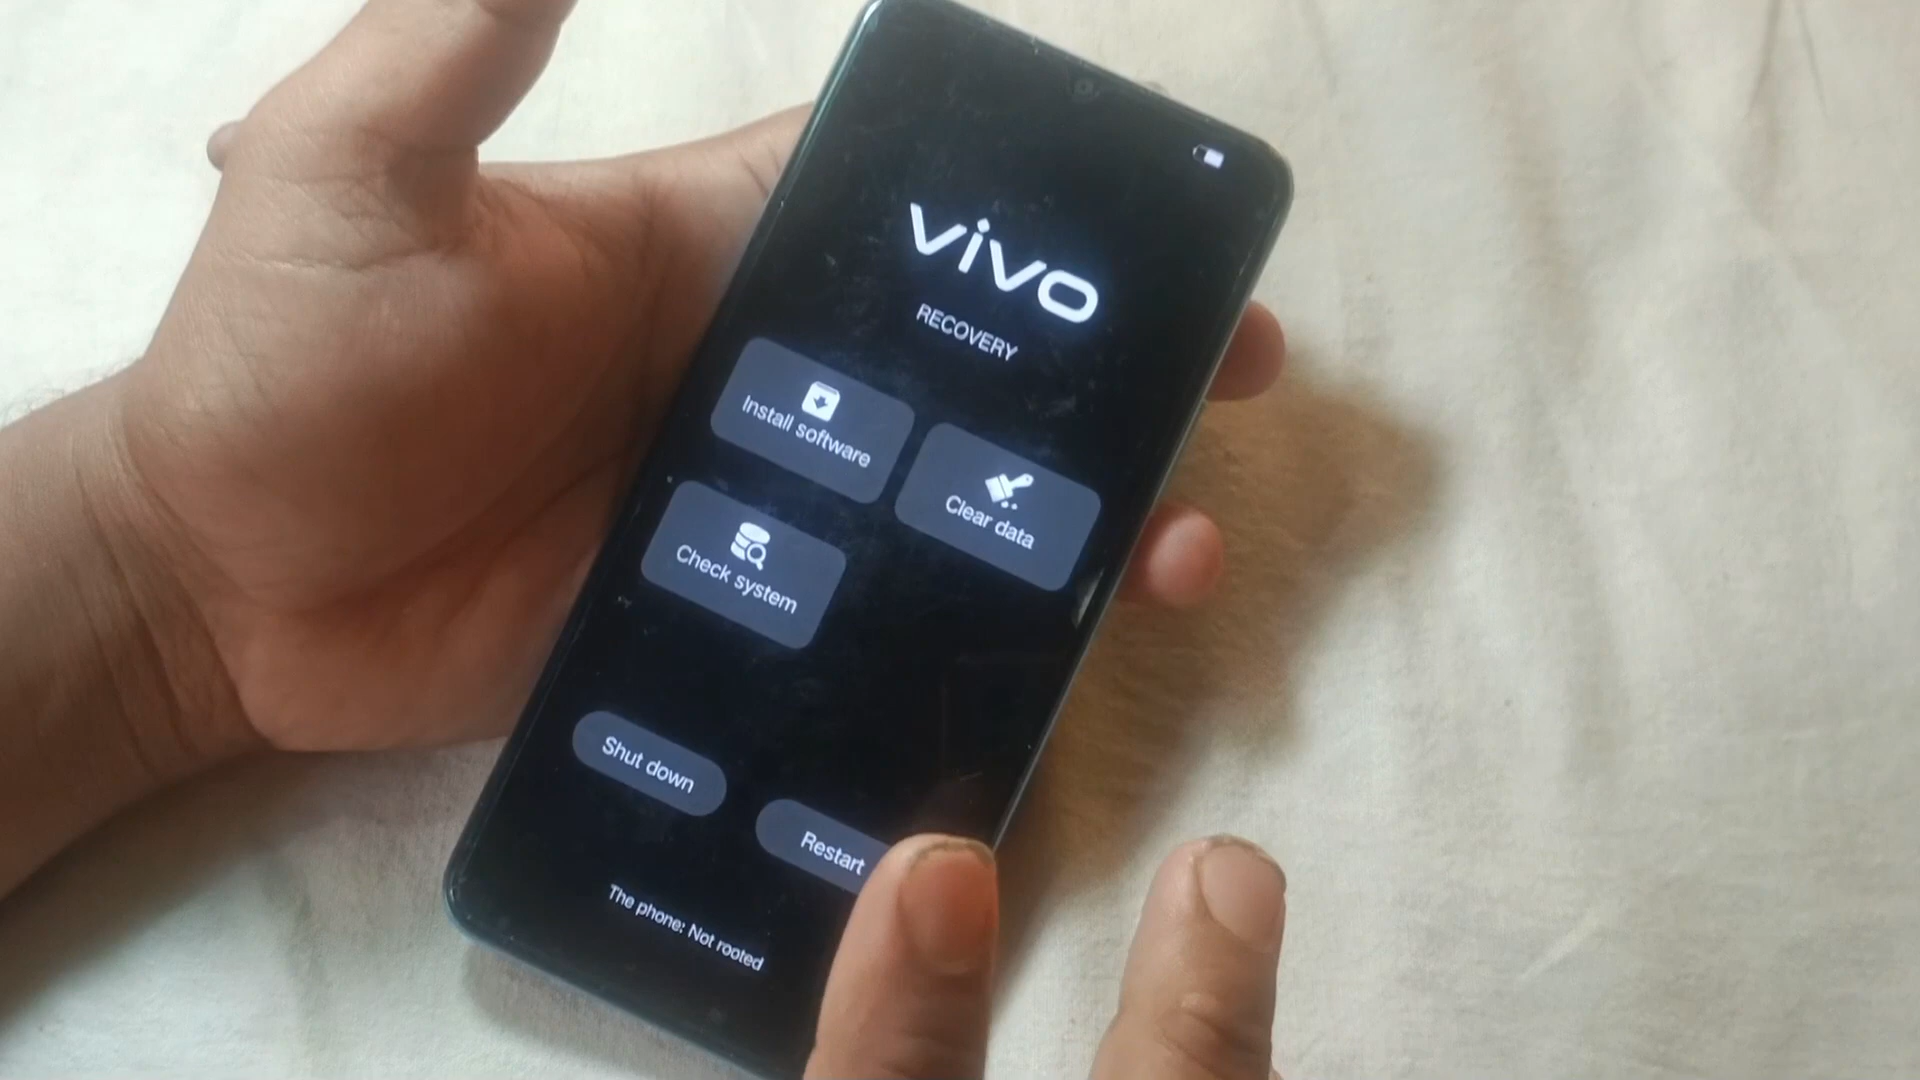 vivo
RECOVERY
Install software
Clear data
Check system
Shut down
Restart
The phone: Not rooted